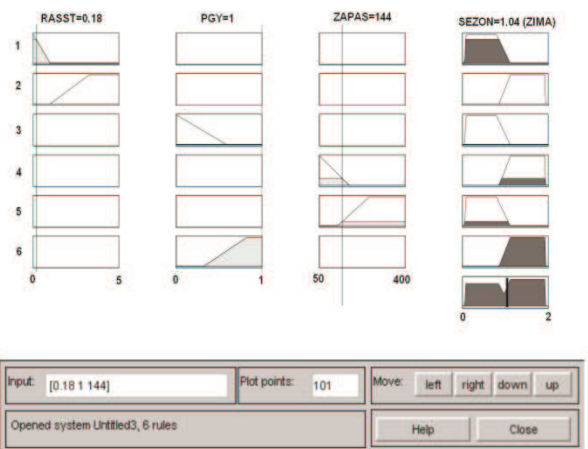 RASST=0.18 PGY=1 ZAPAS=144 SEZON=1.04 (ZIMA)
1
2
3
4
5
6
0 5 0 1 50 400
0 2
Input: [0.18 1 144] Plot points: 101 Move: left right down up
Opened system Untitled3, 6 rules Help Close